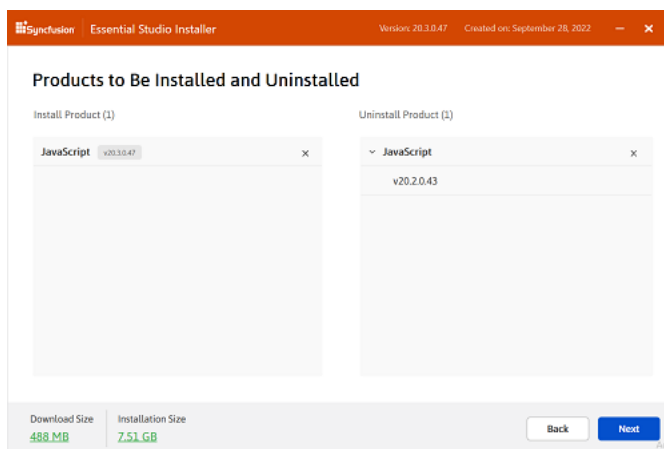 Syncfusion Essential Studio Installer Version: 20.3.0.47 Created on: September 28, 2022
Products to Be Installed and Uninstalled
Install Product (1) Uninstall Product (1)
JavaScript v20.3.0.47 JavaScript
v20.2.0.43
Download Size Installation Size
488 MB 7.51 GB
Back Next